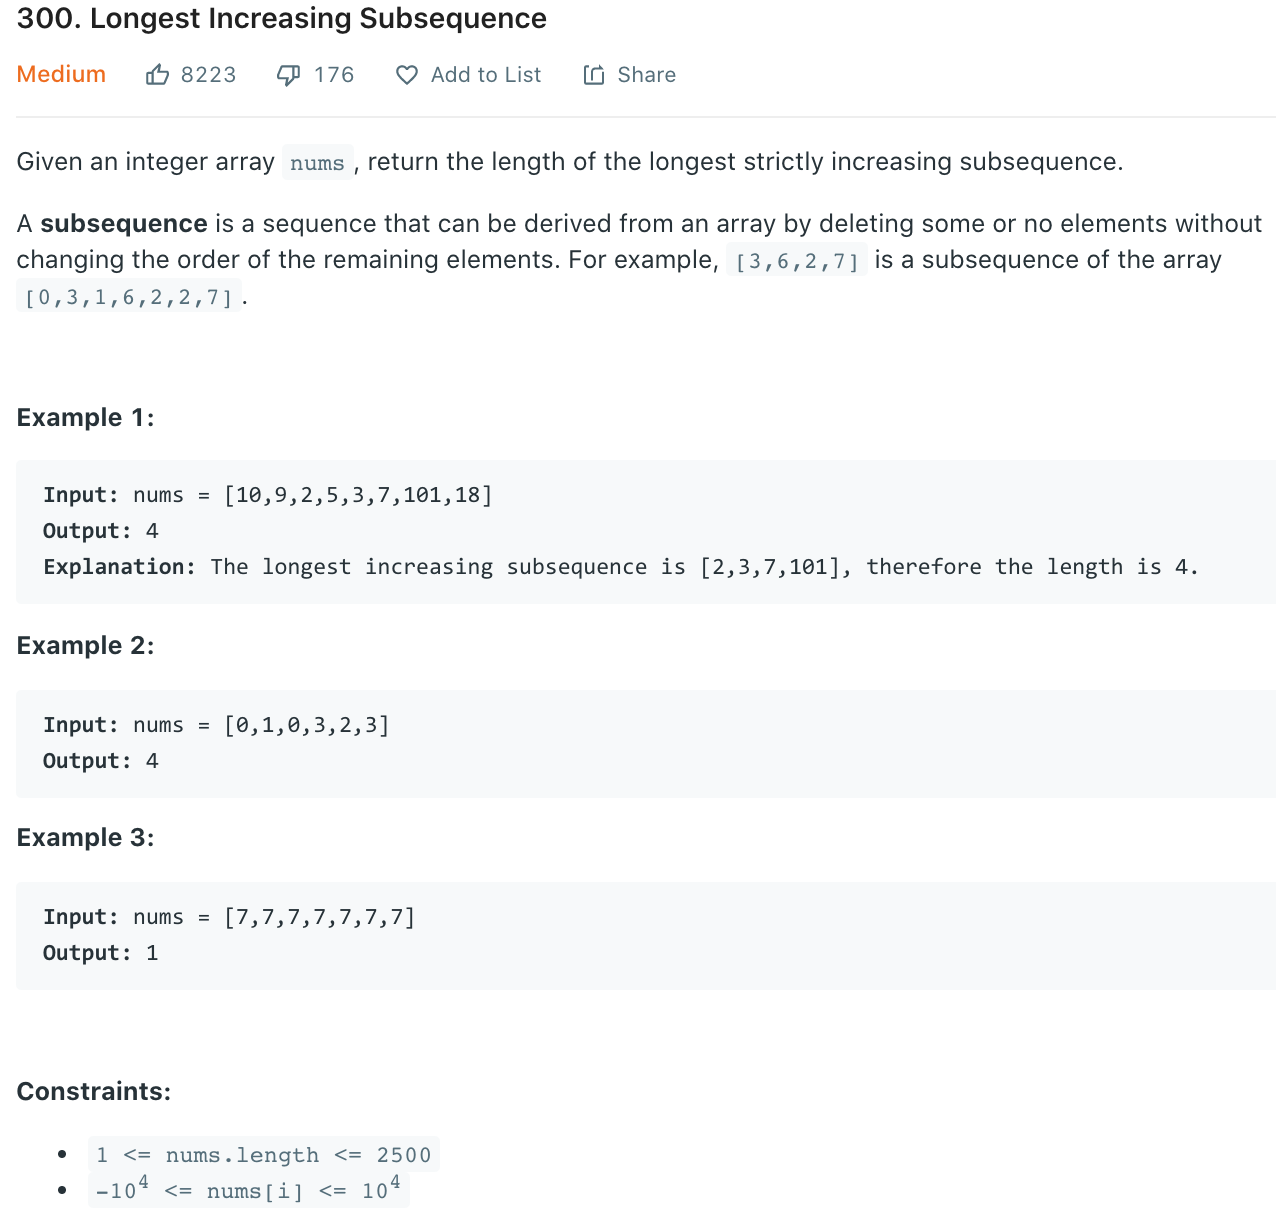 300. Longest Increasing Subsequence
Medium 8223 176 Add to List Share
Given an integer array nums , return the length of the longest strictly increasing subsequence.
A subsequence is a sequence that can be derived from an array by deleting some or no elements without
changing the order of the remaining elements. For example, [3,6,2,7] is a subsequence of the array
[0,3,1,6,2,2,7] .
Example 1:
Input: nums = [10,9,2,5,3,7,101,18]
Output: 4
Explanation: The longest increasing subsequence is [2,3,7,101], therefore the length is 4.
Example 2:
Input: nums = [0,1,0,3,2,3]
Output: 4
Example 3:
Input: nums = [7,7,7,7,7,7,7]
Output: 1
Constraints:
• 1 <= nums.length <= 2500
• -10⁴ <= nums[i] <= 10⁴